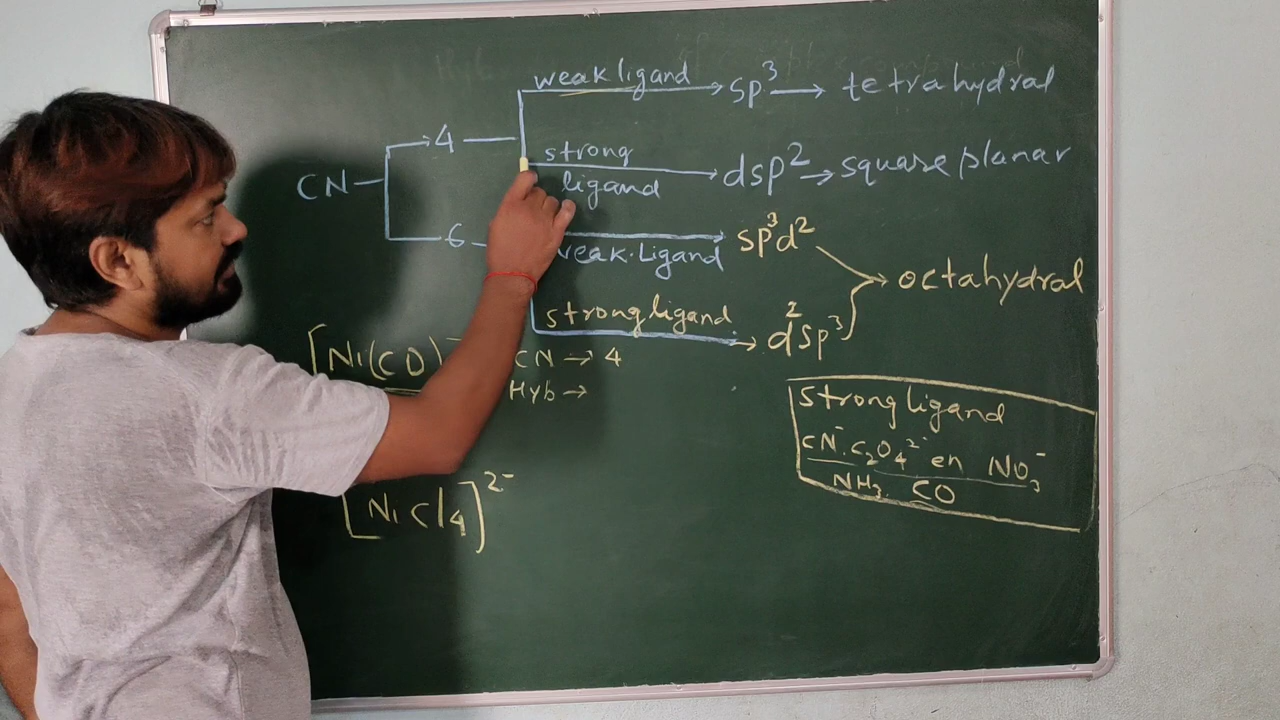 weak ligand → sp³ → tetrahydral
CN 4 strong ligand → dsp² → square planar
6 weak. Ligand → sp³d²
octahydral
strong ligand → d²sp³
[Ni(CO) CN → 4
Hyb →
[NiCl4]²⁻
strong ligand
CN⁻. C₂O₄²⁻ en NO₃⁻
NH₃. CO